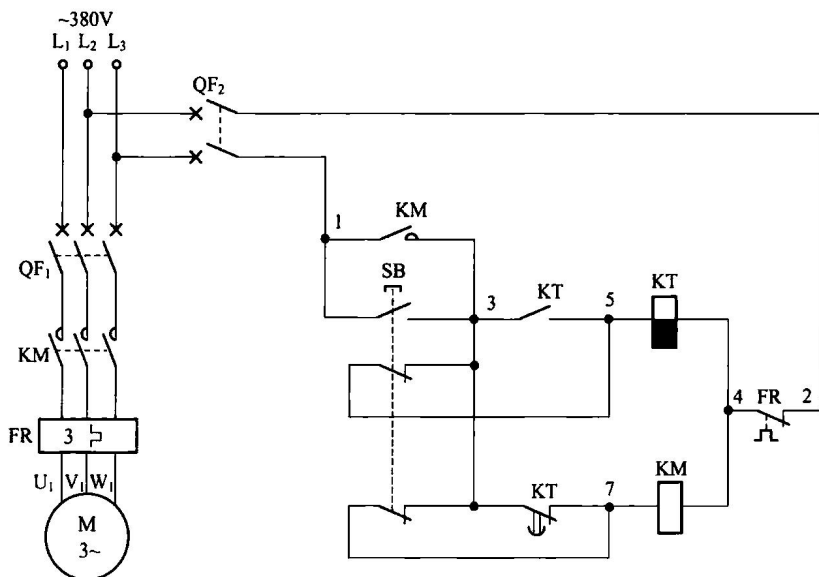 ~380V
L₁ L₂ L₃
QF₂
1
KM
QF₁
SB
3
KT
5
KT
KM
4
FR
2
FR
3
U₁ V₁ W₁
KT
7
KM
M
3~